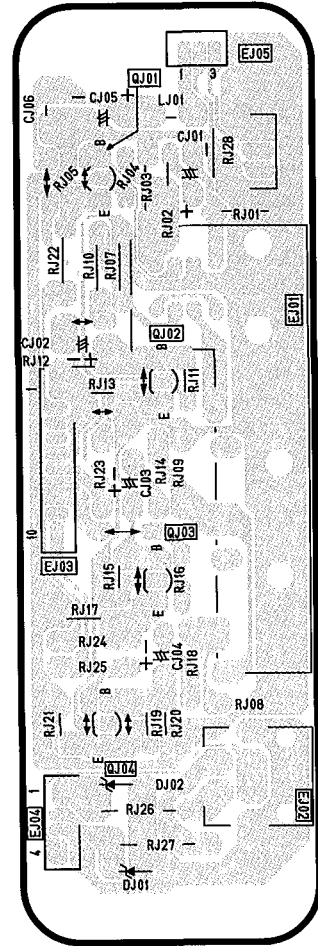 EJ05
1 3
QJ01
CJ05
LJ01
CJ06
CJ01
RJ28
B
RJ05
RJ04
RJ03
RJ02
RJ01
E
RJ22
RJ10
RJ07
EJ01
QJ02
B
CJ02
RJ12
1
RJ13
RJ11
E
RJ23
CJ03
RJ14
RJ09
10
EJ03
QJ03
B
RJ15
RJ16
RJ17
E
RJ24
RJ25
CJ04
RJ18
B
RJ08
RJ21
RJ19
RJ20
E
QJ04
1
EJ04
4
DJ02
RJ26
EJ02
RJ27
DJ01